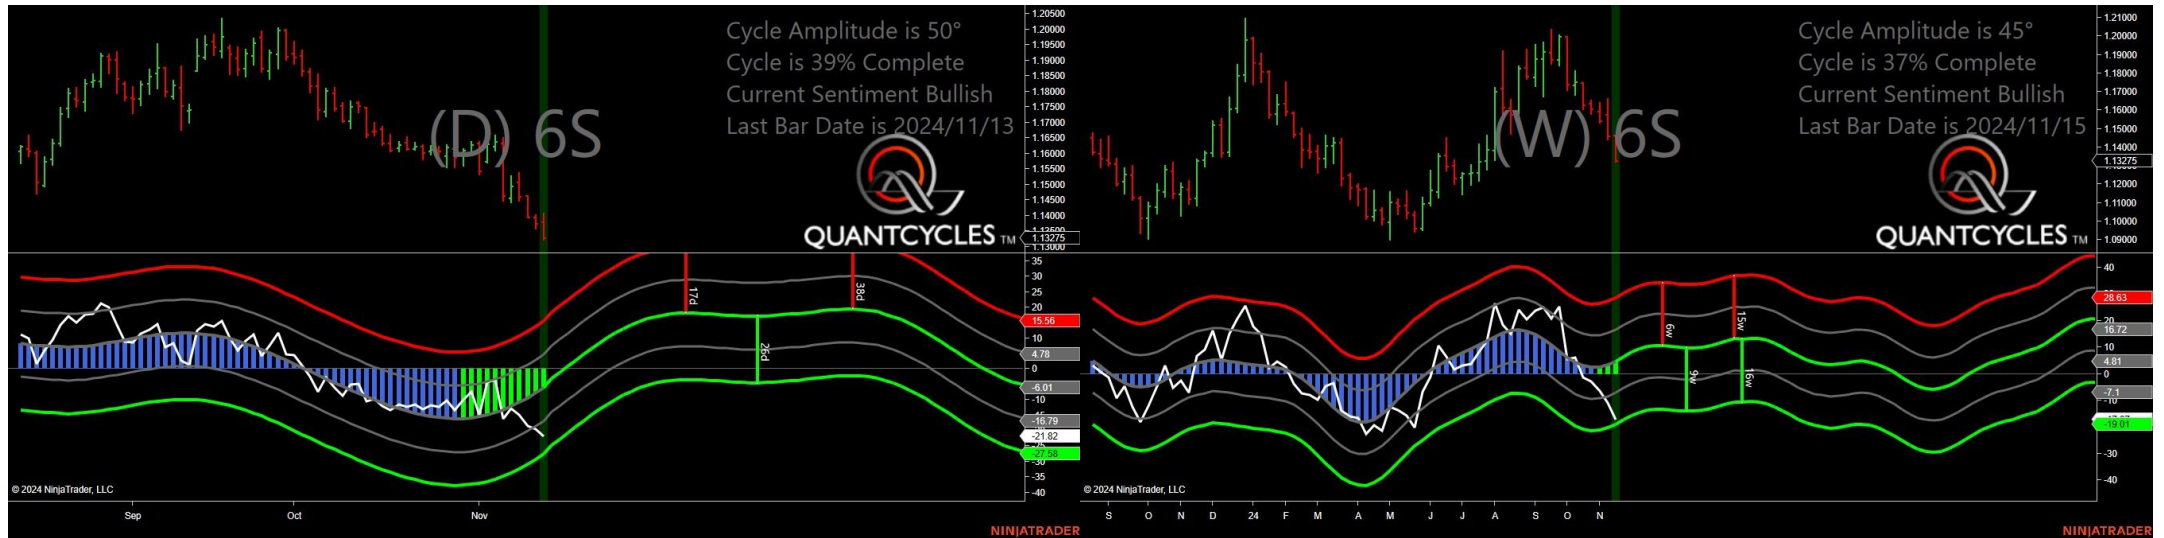 Cycle Amplitude is 50°
Cycle is 39% Complete
Current Sentiment Bullish
Last Bar Date is 2024/11/13
(D) 6S
QUANTCYCLES TM
1.20500
1.20000
1.19500
1.19000
1.18500
1.18000
1.17500
1.17000
1.16500
1.16000
1.15500
1.15000
1.14500
1.14000
1.13275
1.13000
17d
38d
26d
35
30
25
20
15.56
10
4.78
0
-6.01
-10
-16.79
-21.82
-27.58
-30
-35
-40
© 2024 NinjaTrader, LLC
Sep
Oct
Nov
NINJATRADER
Cycle Amplitude is 45°
Cycle is 37% Complete
Current Sentiment Bullish
Last Bar Date is 2024/11/15
(W) 6S
QUANTCYCLES TM
1.21000
1.20000
1.19000
1.18000
1.17000
1.16000
1.15000
1.14000
1.13275
1.12000
1.11000
1.10000
1.09000
6w
15w
9w
16w
40
28.63
20
16.72
10
4.81
0
-7.1
-10
-19.01
-30
-40
© 2024 NinjaTrader, LLC
S O N D 24 F M A M J J A S O N
NINJATRADER